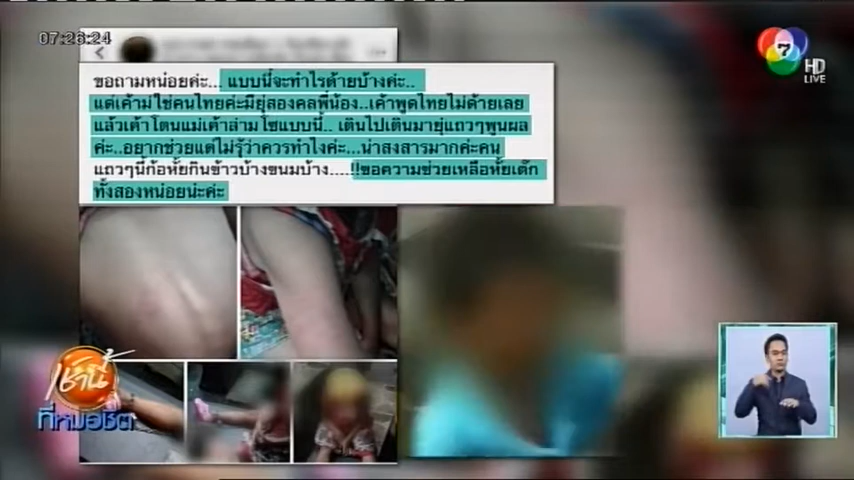 07:26:24
7
HD
LIVE
ขอถามหน่อยค่ะ... แบบนี้จะทำไรด้ายบ้างค่ะ..
แต่เค้าม่ใช่คนไทยค่ะมียุ่สองคลพี่น้อง..เค้าพูดไทยไม่ด้ายเลย
แล้วเค้าโดนแม่เค้าล่ามโซแบบนี้.. เดินไปเดินมายุ่แถวๆพูนผล
ค่ะ..อยากช่วยแต่ไม่รู้ว่าควรทำไงค่ะ...น่าสงสารมากค่ะคน
แถวๆนี้ก้อหั้ยกินข้าวบ้างขนมบ้าง....!!ขอความช่วยเหลือหั้ยเด็ก
ทั้งสองหน่อยน่ะค่ะ
เช้านี้
ที่หมอชิต